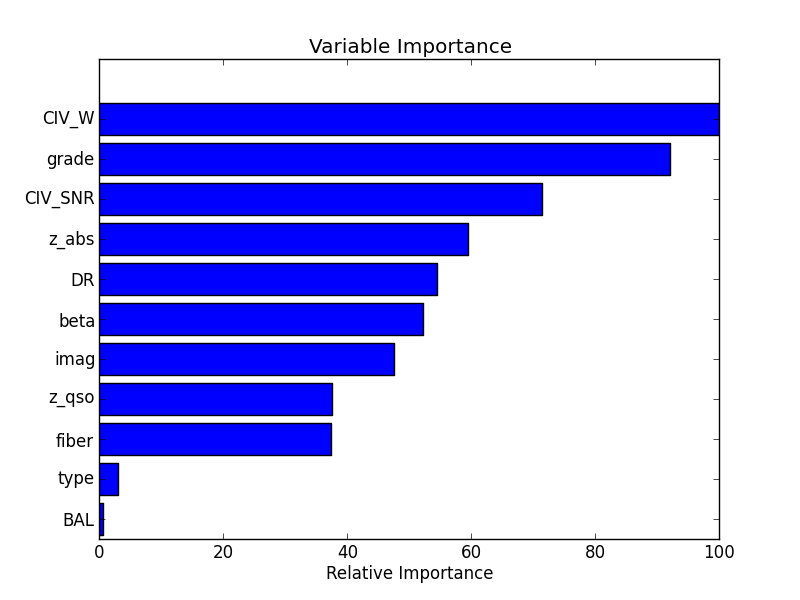 Variable Importance
CIV_W
grade
CIV_SNR
z_abs
DR
beta
imag
z_qso
fiber
type
BAL
0 20 40 60 80 100
Relative Importance